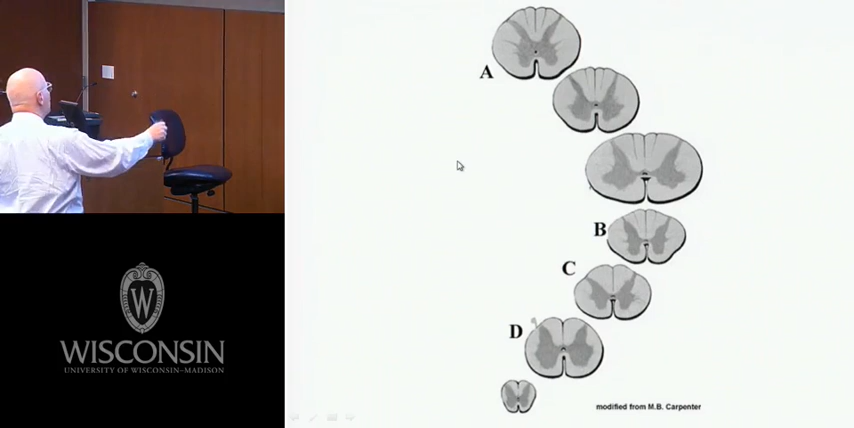 A
B
C
D
modified from M.B. Carpenter
W
WISCONSIN
UNIVERSITY OF WISCONSIN–MADISON